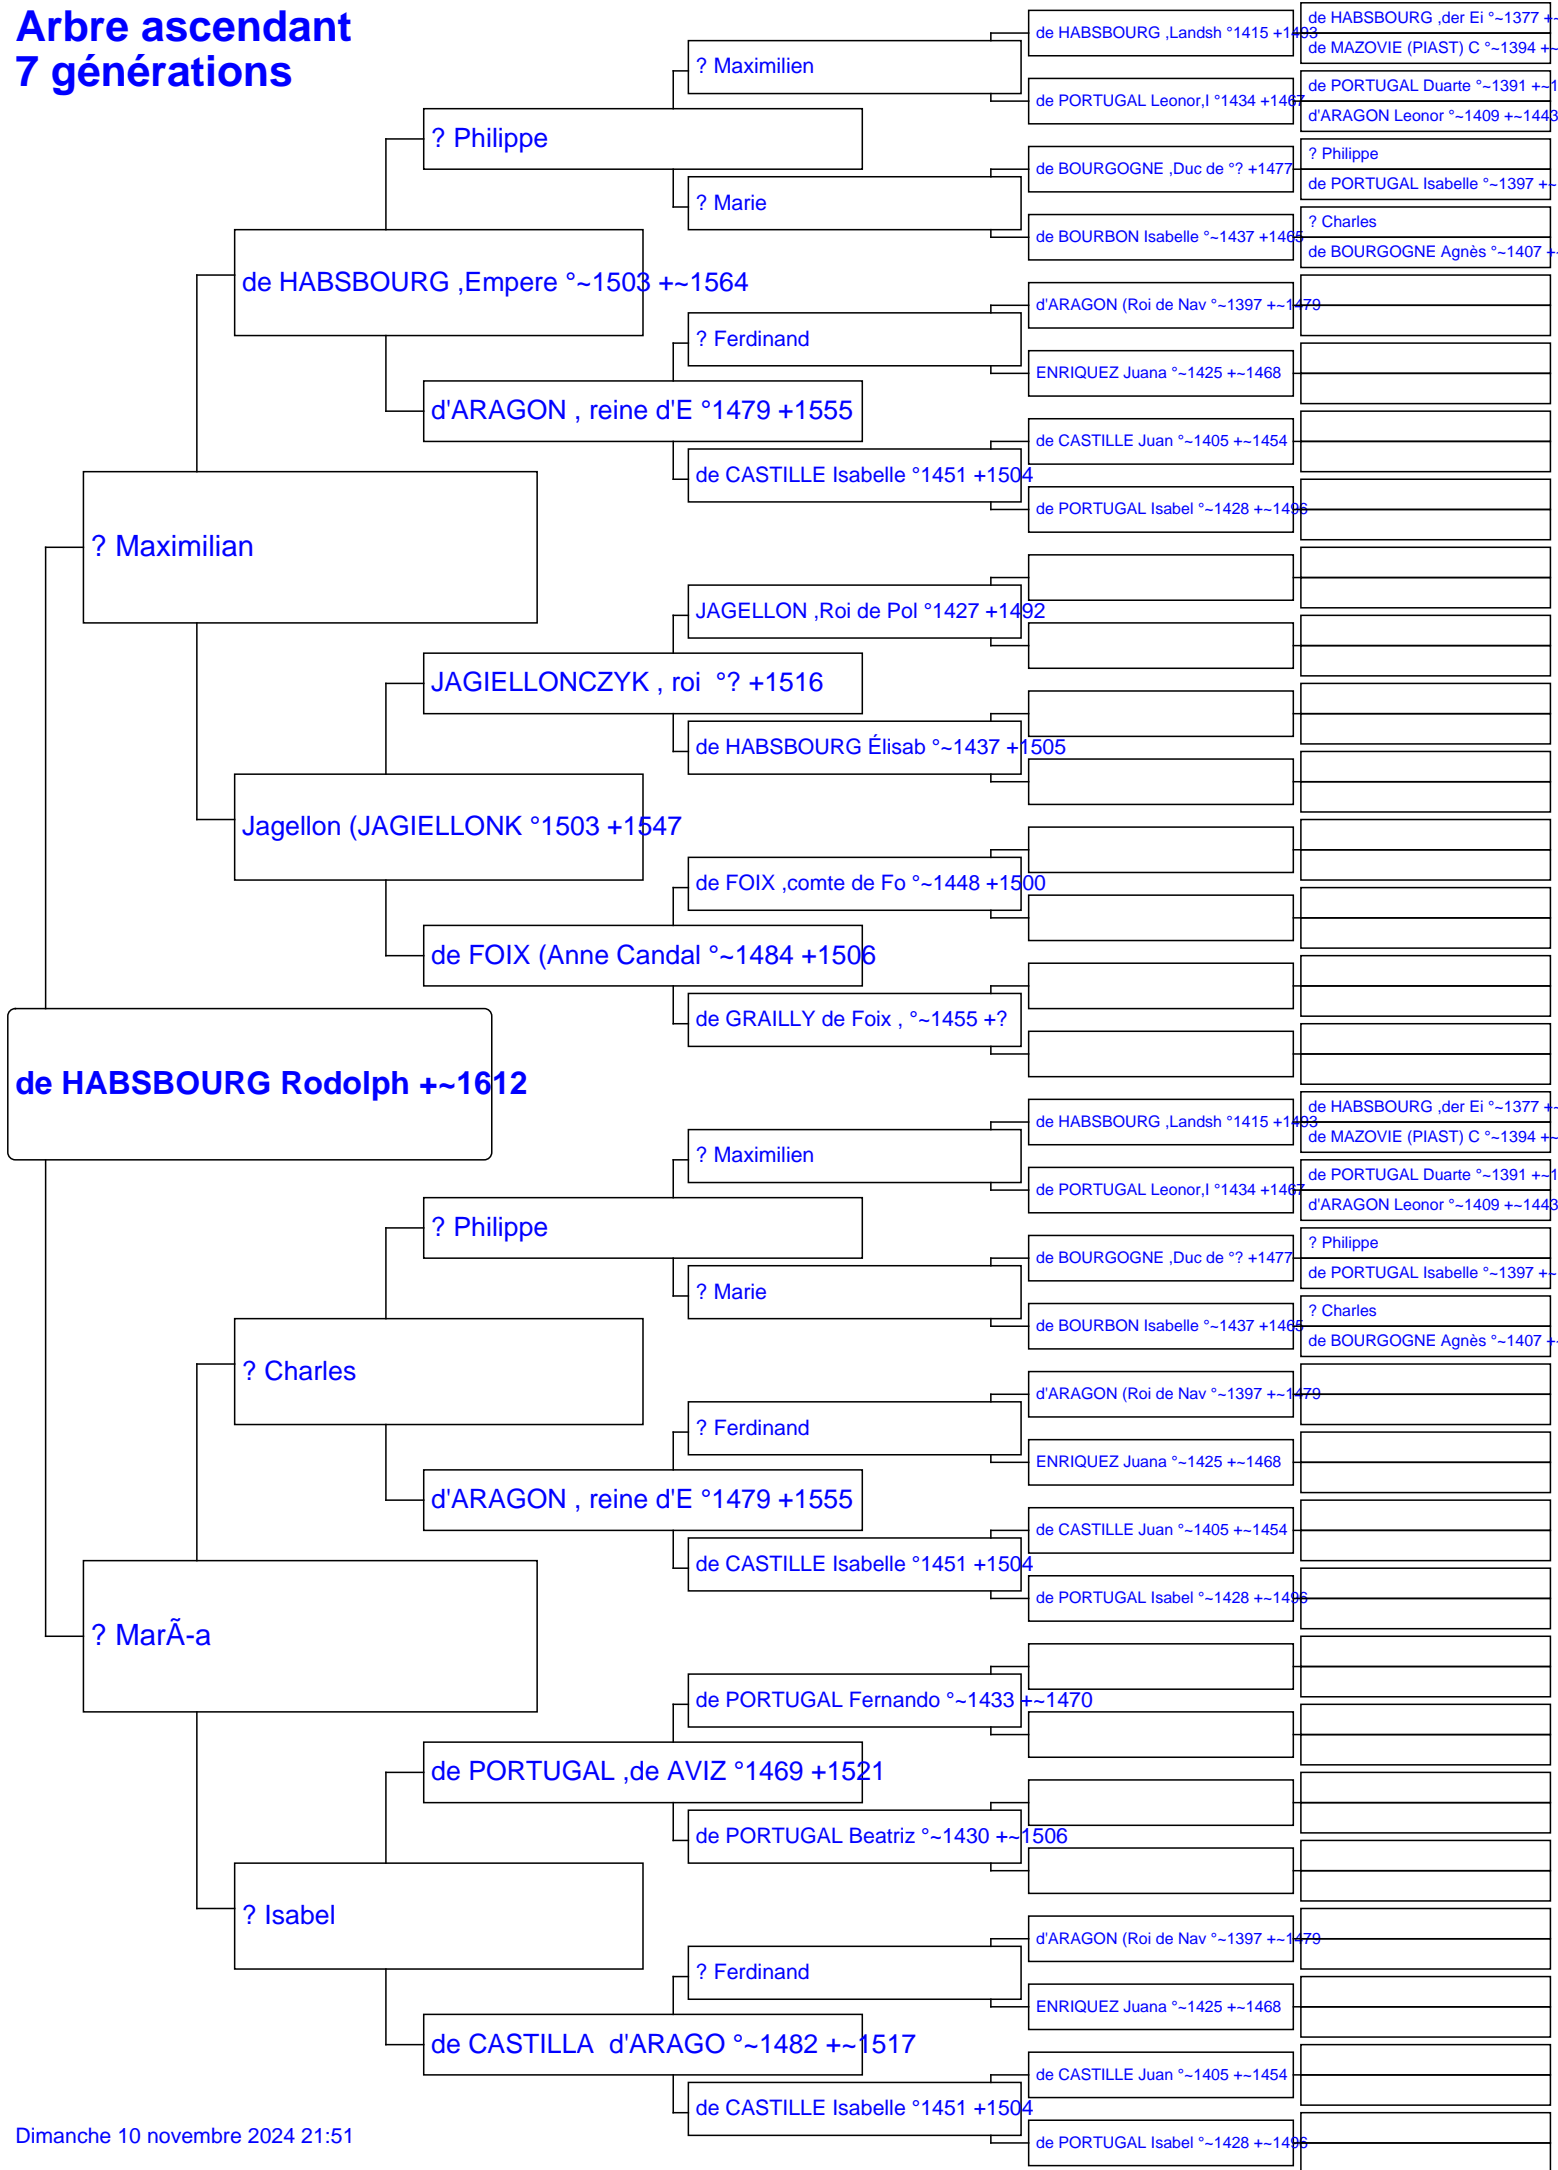 Arbre ascendant
7 générations
de HABSBOURG ,der Ei °~1377 +~
de HABSBOURG ,Landsh °1415 +1493
de MAZOVIE (PIAST) C °~1394 +~
? Maximilien
de PORTUGAL Duarte °~1391 +~1
de PORTUGAL Leonor,I °1434 +1467
d'ARAGON Leonor °~1409 +~1443
? Philippe
? Philippe
de BOURGOGNE ,Duc de °? +1477
de PORTUGAL Isabelle °~1397 +~
? Marie
? Charles
de BOURBON Isabelle °~1437 +1465
de BOURGOGNE Agnès °~1407 +~
de HABSBOURG ,Empere °~1503 +~1564
d'ARAGON (Roi de Nav °~1397 +~1479
? Ferdinand
ENRIQUEZ Juana °~1425 +~1468
d'ARAGON , reine d'E °1479 +1555
de CASTILLE Juan °~1405 +~1454
de CASTILLE Isabelle °1451 +1504
de PORTUGAL Isabel °~1428 +~1496
? Maximilian
JAGELLON ,Roi de Pol °1427 +1492
JAGIELLONCZYK , roi  °? +1516
de HABSBOURG Élisab °~1437 +1505
Jagellon (JAGIELLONK °1503 +1547
de FOIX ,comte de Fo °~1448 +1500
de FOIX (Anne Candal °~1484 +1506
de GRAILLY de Foix , °~1455 +?
de HABSBOURG Rodolph +~1612
de HABSBOURG ,der Ei °~1377 +~
de HABSBOURG ,Landsh °1415 +1493
de MAZOVIE (PIAST) C °~1394 +~
? Maximilien
de PORTUGAL Duarte °~1391 +~1
de PORTUGAL Leonor,I °1434 +1467
d'ARAGON Leonor °~1409 +~1443
? Philippe
? Philippe
de BOURGOGNE ,Duc de °? +1477
de PORTUGAL Isabelle °~1397 +~
? Marie
? Charles
de BOURBON Isabelle °~1437 +1465
de BOURGOGNE Agnès °~1407 +~
? Charles
d'ARAGON (Roi de Nav °~1397 +~1479
? Ferdinand
ENRIQUEZ Juana °~1425 +~1468
d'ARAGON , reine d'E °1479 +1555
de CASTILLE Juan °~1405 +~1454
de CASTILLE Isabelle °1451 +1504
de PORTUGAL Isabel °~1428 +~1496
? MarÃ-a
de PORTUGAL Fernando °~1433 +~1470
de PORTUGAL ,de AVIZ °1469 +1521
de PORTUGAL Beatriz °~1430 +~1506
? Isabel
d'ARAGON (Roi de Nav °~1397 +~1479
? Ferdinand
ENRIQUEZ Juana °~1425 +~1468
de CASTILLA  d'ARAGO °~1482 +~1517
de CASTILLE Juan °~1405 +~1454
de CASTILLE Isabelle °1451 +1504
de PORTUGAL Isabel °~1428 +~1496
Dimanche 10 novembre 2024 21:51